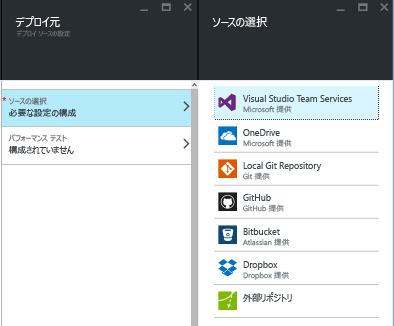 デプロイ元
デプロイ ソースの設定
* ソースの選択
必要な設定の構成
パフォーマンス テスト
構成されていません
ソースの選択
Visual Studio Team Services
Microsoft 提供
OneDrive
Microsoft 提供
Local Git Repository
Git 提供
GitHub
GitHub 提供
Bitbucket
Atlassian 提供
Dropbox
Dropbox 提供
外部リポジトリ